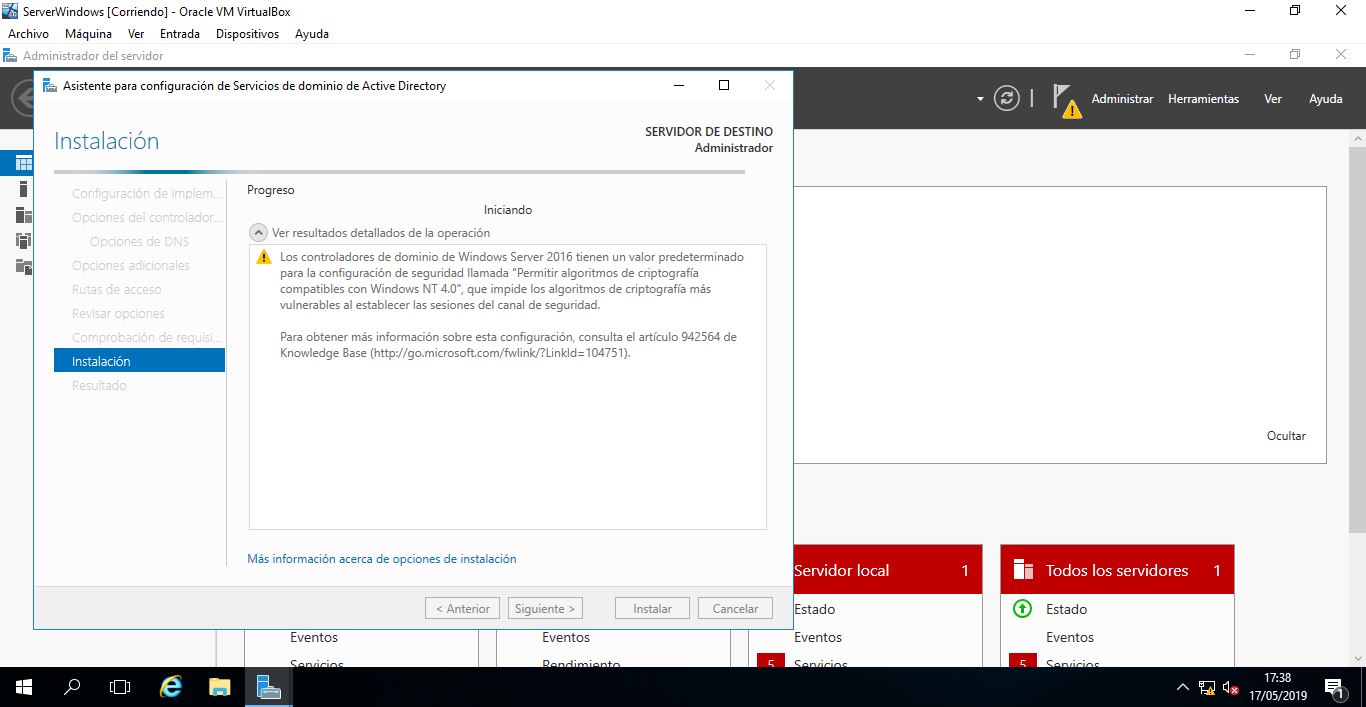 ServerWindows [Corriendo] - Oracle VM VirtualBox
Archivo Máquina Ver Entrada Dispositivos Ayuda
Administrador del servidor
Asistente para configuración de Servicios de dominio de Active Directory
Administrar Herramientas Ver Ayuda
Instalación
SERVIDOR DE DESTINO
Administrador
Configuración de implem...
Opciones del controlador...
Opciones de DNS
Opciones adicionales
Rutas de acceso
Revisar opciones
Comprobación de requisi...
Instalación
Resultado
Progreso
Iniciando
Ver resultados detallados de la operación
Los controladores de dominio de Windows Server 2016 tienen un valor predeterminado
para la configuración de seguridad llamada "Permitir algoritmos de criptografía
compatibles con Windows NT 4.0", que impide los algoritmos de criptografía más
vulnerables al establecer las sesiones del canal de seguridad.
Para obtener más información sobre esta configuración, consulta el artículo 942564 de
Knowledge Base (http://go.microsoft.com/fwlink/?LinkId=104751).
Más información acerca de opciones de instalación
< Anterior Siguiente > Instalar Cancelar
Ocultar
Servidor local 1
Todos los servidores 1
Estado
Estado
Eventos
Eventos
Eventos
Eventos
Servicios
Rendimiento
5 Servicios
5 Servicios
17:38
17/05/2019
1